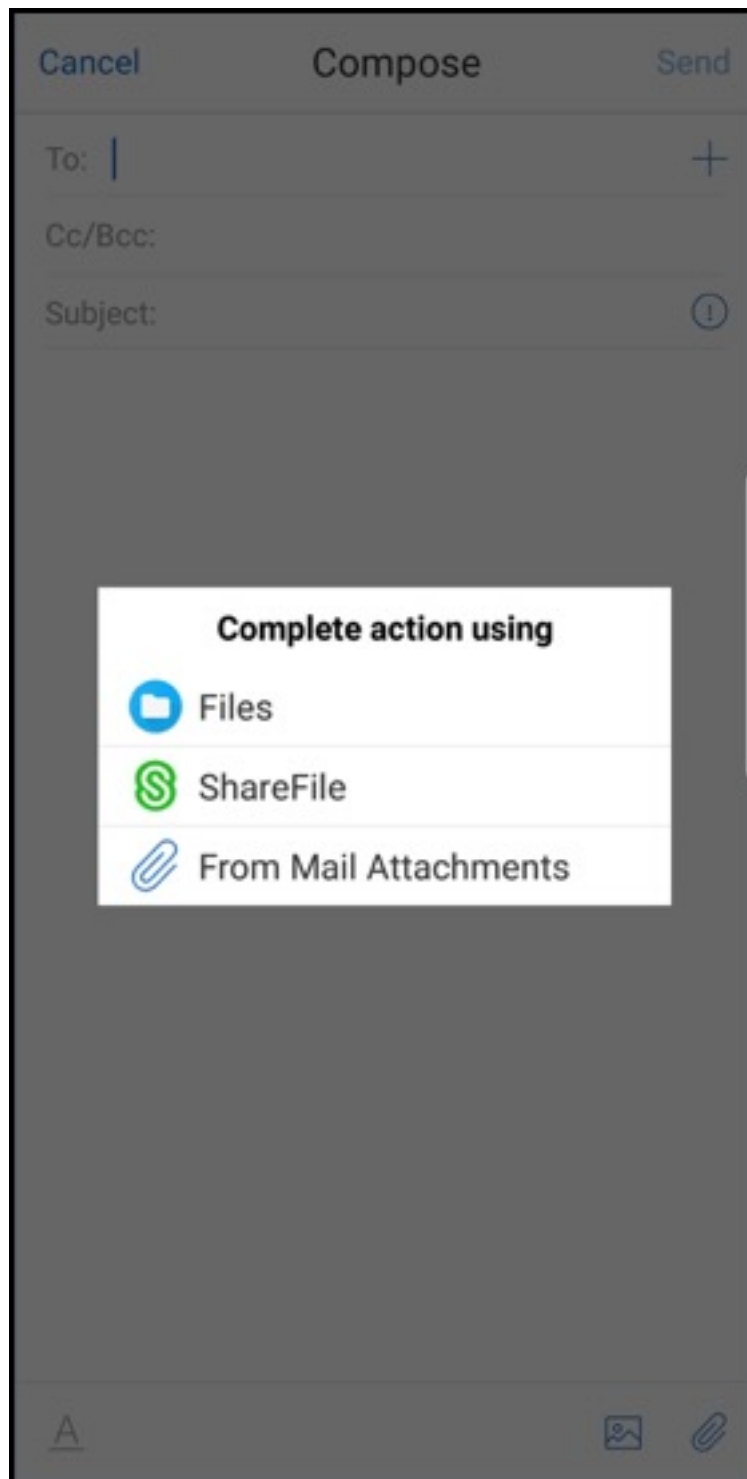 Cancel Compose Send
To:
Cc/Bcc:
Subject:
Complete action using
Files
ShareFile
From Mail Attachments
A